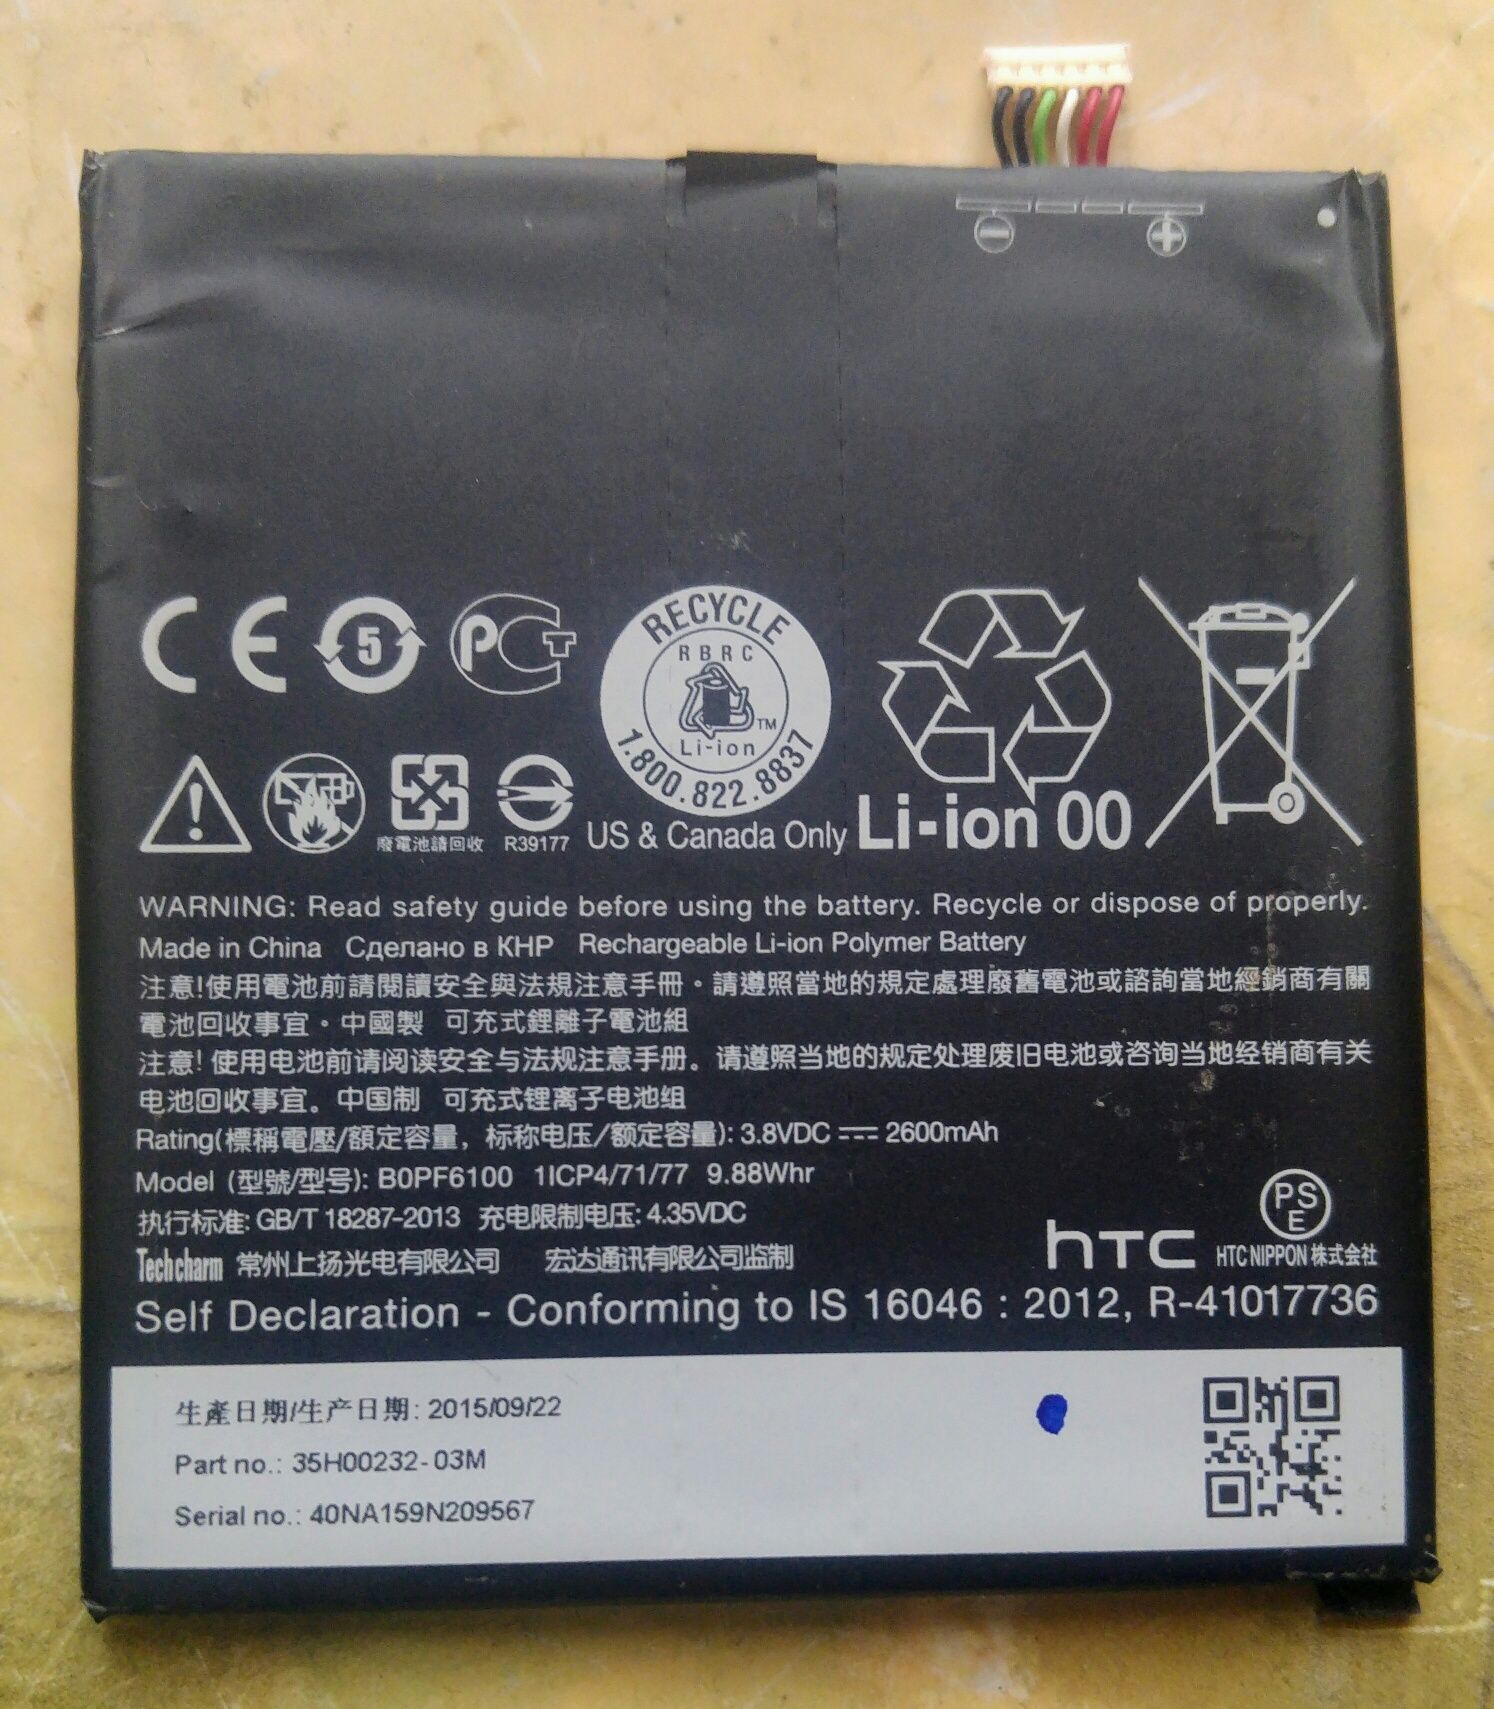 CE 5 PCT
RECYCLE
RBRC
Li-ion
TM
1.800.822.8837
US & Canada Only
Li-ion 00
廢電池請回收
R39177
WARNING: Read safety guide before using the battery. Recycle or dispose of properly.
Made in China Сделано в КНР Rechargeable Li-ion Polymer Battery
注意!使用電池前請閱讀安全與法規注意手冊。請遵照當地的規定處理廢舊電池或諮詢當地經銷商有關
電池回收事宜。中國製 可充式鋰離子電池組
注意!使用电池前请阅读安全与法规注意手册。请遵照当地的规定处理废旧电池或咨询当地经销商有关
电池回收事宜。中国制 可充式锂离子电池组
Rating(標稱電壓/額定容量，标称电压/额定容量): 3.8VDC ⎓ 2600mAh
Model (型號/型号): B0PF6100 1ICP4/71/77 9.88Whr
执行标准: GB/T 18287-2013 充电限制电压: 4.35VDC
Techcharm 常州上扬光电有限公司 宏达通讯有限公司监制
hTC
PS
E
HTC NIPPON 株式会社
Self Declaration - Conforming to IS 16046 : 2012, R-41017736
生產日期/生产日期: 2015/09/22
Part no.: 35H00232-03M
Serial no.: 40NA159N209567